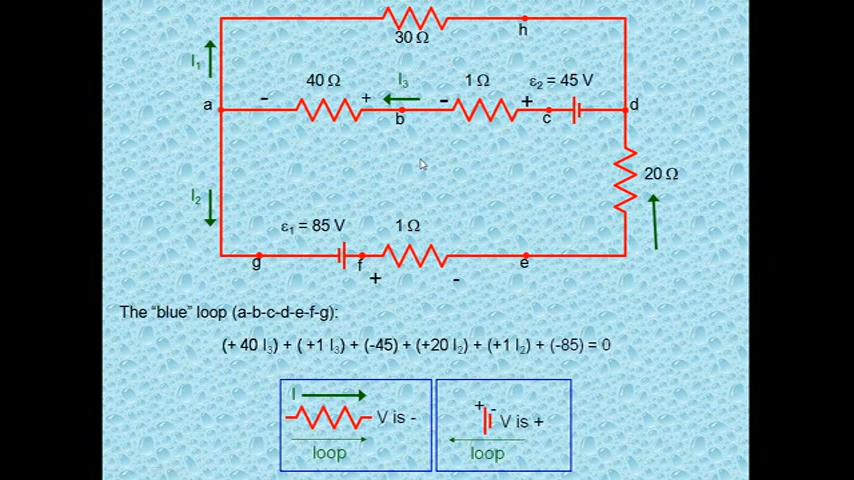 30 Ω
h
I₁
40 Ω
I₃
1 Ω
ε₂ = 45 V
- + - +
a
b
c
d
20 Ω
I₂
ε₁ = 85 V
1 Ω
g
f
e
+ -
The “blue” loop (a-b-c-d-e-f-g):
(+ 40 I₃) + ( +1 I₃) + (-45) + (+20 I₂) + (+1 I₂) + (-85) = 0
I
V is -
loop
+ -
V is +
loop